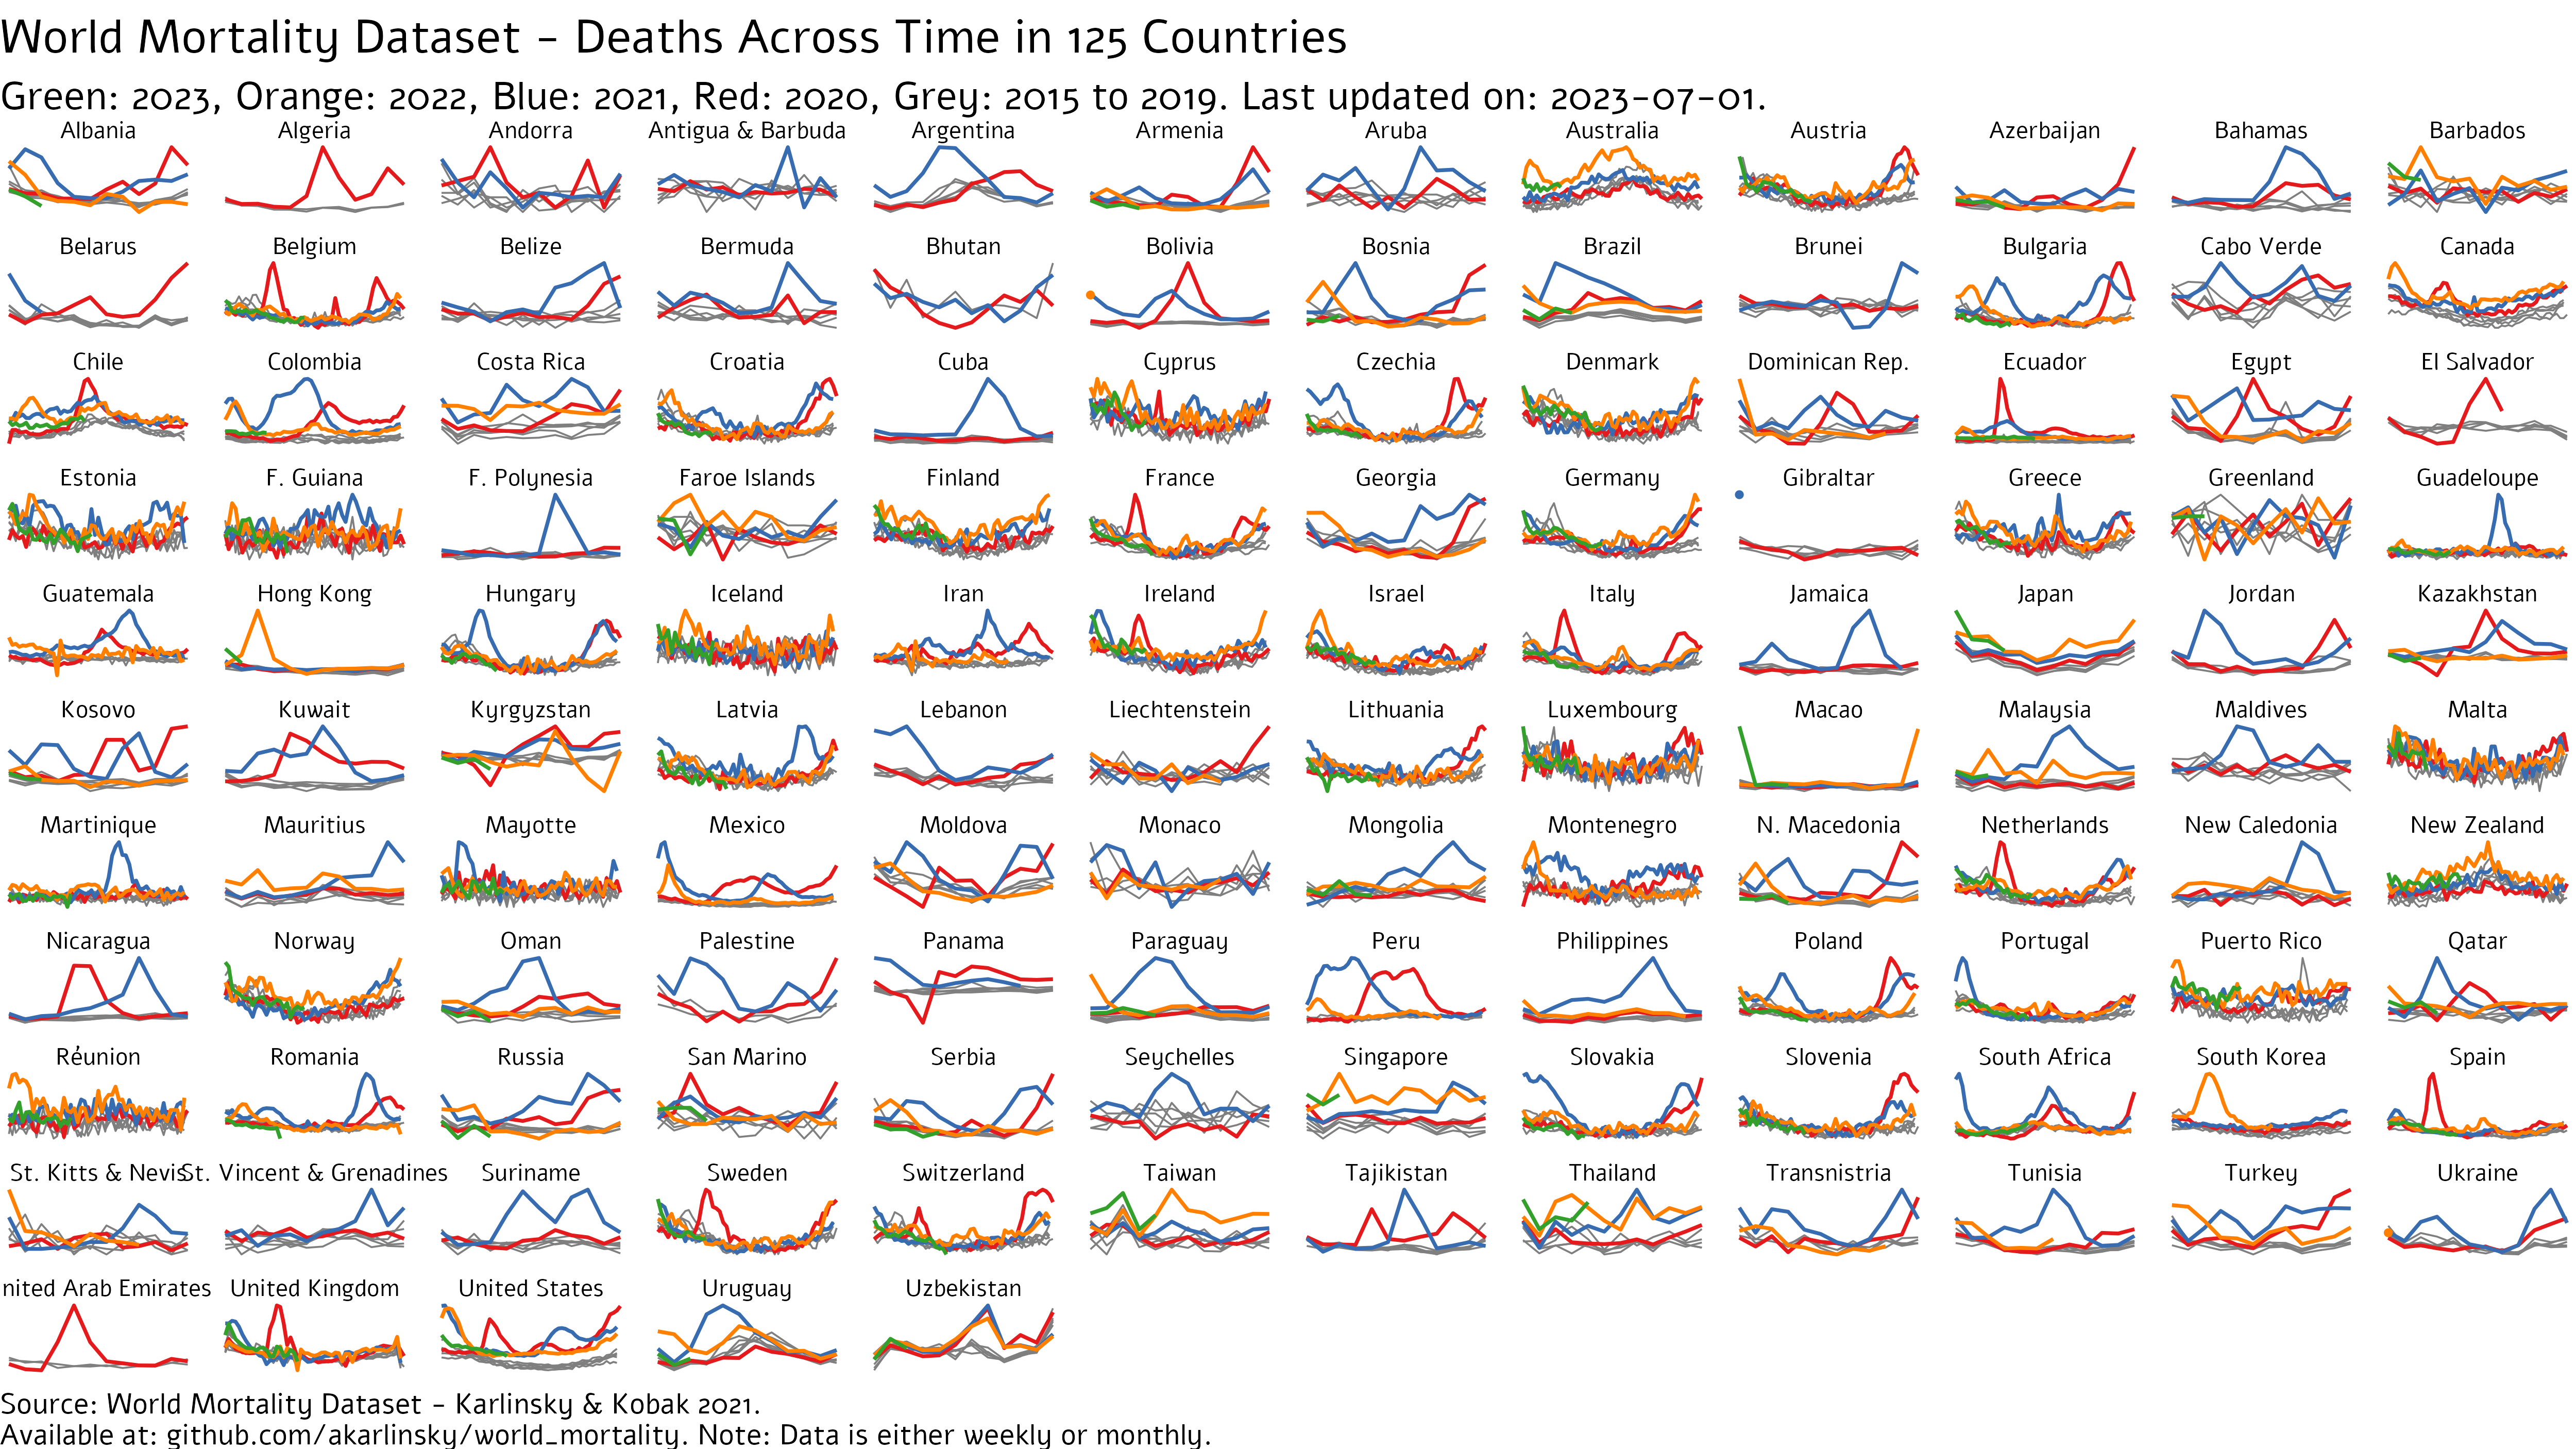 World Mortality Dataset - Deaths Across Time in 125 Countries
Green: 2023, Orange: 2022, Blue: 2021, Red: 2020, Grey: 2015 to 2019. Last updated on: 2023-07-01.
Albania Algeria Andorra Antigua & Barbuda Argentina Armenia Aruba Australia Austria Azerbaijan Bahamas Barbados
Belarus Belgium Belize Bermuda Bhutan Bolivia Bosnia Brazil Brunei Bulgaria Cabo Verde Canada
Chile Colombia Costa Rica Croatia Cuba Cyprus Czechia Denmark Dominican Rep. Ecuador Egypt El Salvador
Estonia F. Guiana F. Polynesia Faroe Islands Finland France Georgia Germany Gibraltar Greece Greenland Guadeloupe
Guatemala Hong Kong Hungary Iceland Iran Ireland Israel Italy Jamaica Japan Jordan Kazakhstan
Kosovo Kuwait Kyrgyzstan Latvia Lebanon Liechtenstein Lithuania Luxembourg Macao Malaysia Maldives Malta
Martinique Mauritius Mayotte Mexico Moldova Monaco Mongolia Montenegro N. Macedonia Netherlands New Caledonia New Zealand
Nicaragua Norway Oman Palestine Panama Paraguay Peru Philippines Poland Portugal Puerto Rico Qatar
Réunion Romania Russia San Marino Serbia Seychelles Singapore Slovakia Slovenia South Africa South Korea Spain
St. Kitts & Nevis St. Vincent & Grenadines Suriname Sweden Switzerland Taiwan Tajikistan Thailand Transnistria Tunisia Turkey Ukraine
nited Arab Emirates United Kingdom United States Uruguay Uzbekistan
Source: World Mortality Dataset - Karlinsky & Kobak 2021.
Available at: github.com/akarlinsky/world_mortality. Note: Data is either weekly or monthly.